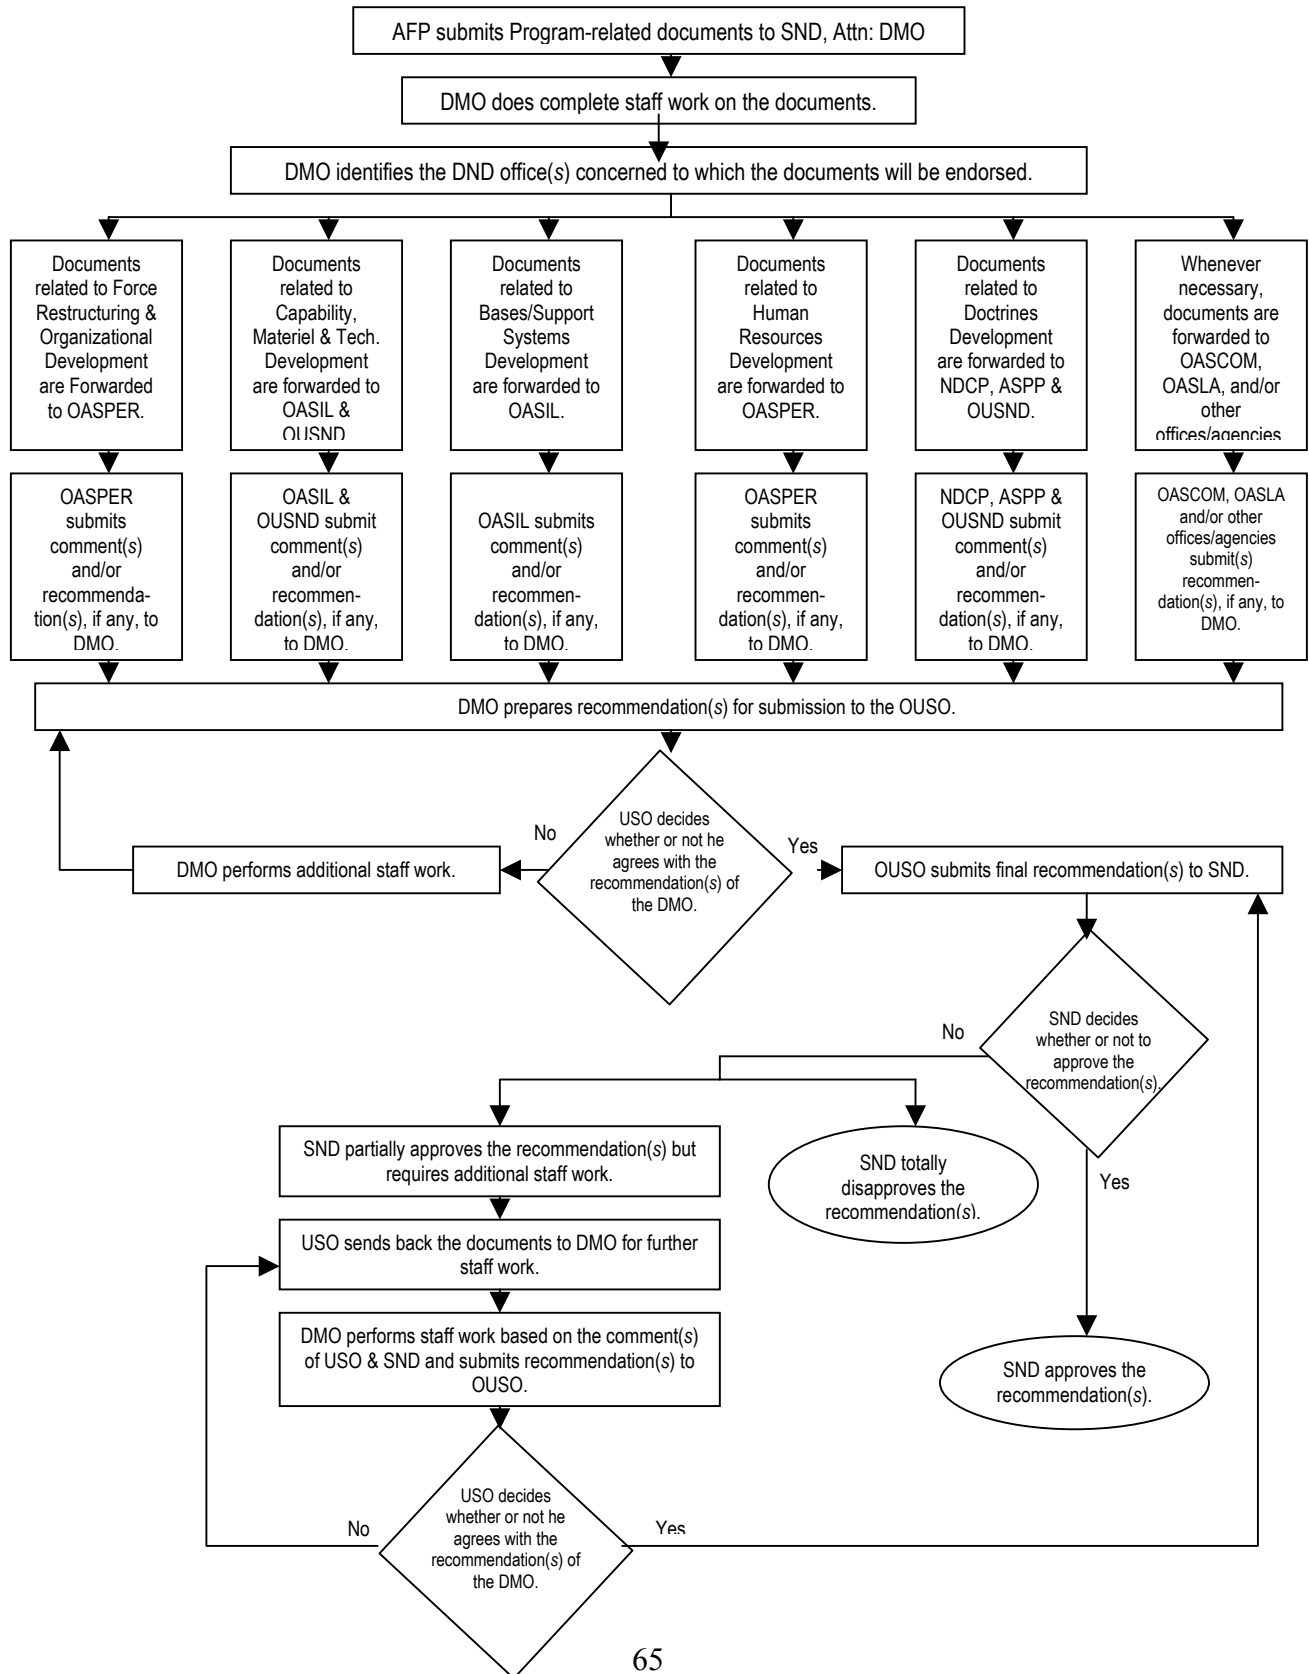 AFP submits Program-related documents to SND, Attn: DMO
DMO does complete staff work on the documents.
DMO identifies the DND office(s) concerned to which the documents will be endorsed.
Documents
related to Force
Restructuring &
Organizational
Development
are Forwarded
to OASPER.
Documents
related to
Capability,
Materiel & Tech.
Development
are forwarded to
OASIL &
OUSND
Documents
related to
Bases/Support
Systems
Development
are forwarded to
OASIL.
Documents
related to
Human
Resources
Development
are forwarded to
OASPER.
Documents
related to
Doctrines
Development
are forwarded to
NDCP, ASPP &
OUSND.
Whenever
necessary,
documents are
forwarded to
OASCOM,
OASLA, and/or
other
offices/agencies
OASPER
submits
comment(s)
and/or
recommenda-
tion(s), if any, to
DMO.
OASIL &
OUSND submit
comment(s)
and/or
recommen-
dation(s), if any,
to DMO.
OASIL submits
comment(s)
and/or
recommen-
dation(s), if any,
to DMO.
OASPER
submits
comment(s)
and/or
recommen-
dation(s), if any,
to DMO.
NDCP, ASPP &
OUSND submit
comment(s)
and/or
recommen-
dation(s), if any,
to DMO.
OASCOM, OASLA
and/or other
offices/agencies
submit(s)
recommen-
dation(s), if any, to
DMO.
DMO prepares recommendation(s) for submission to the OUSO.
USO decides
whether or not he
agrees with the
recommendation(s) of
the DMO.
No
Yes
DMO performs additional staff work.
OUSO submits final recommendation(s) to SND.
SND decides
whether or not to
approve the
recommendation(s).
No
Yes
SND partially approves the recommendation(s) but
requires additional staff work.
SND totally
disapproves the
recommendation(s).
USO sends back the documents to DMO for further
staff work.
DMO performs staff work based on the comment(s)
of USO & SND and submits recommendation(s) to
OUSO.
SND approves the
recommendation(s).
USO decides
whether or not he
agrees with the
recommendation(s) of
the DMO.
No
Yes
65